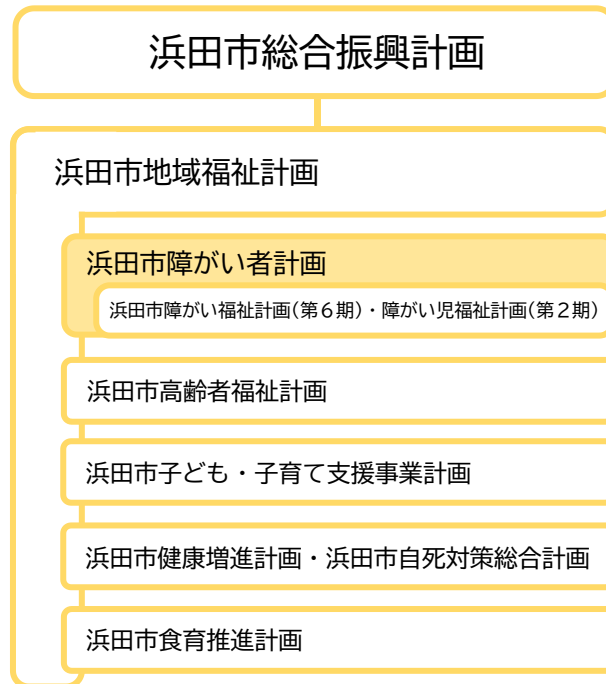 浜田市総合振興計画
浜田市地域福祉計画
浜田市障がい者計画
浜田市障がい福祉計画(第６期)・障がい児福祉計画(第２期)
浜田市高齢者福祉計画
浜田市子ども・子育て支援事業計画
浜田市健康増進計画・浜田市自死対策総合計画
浜田市食育推進計画